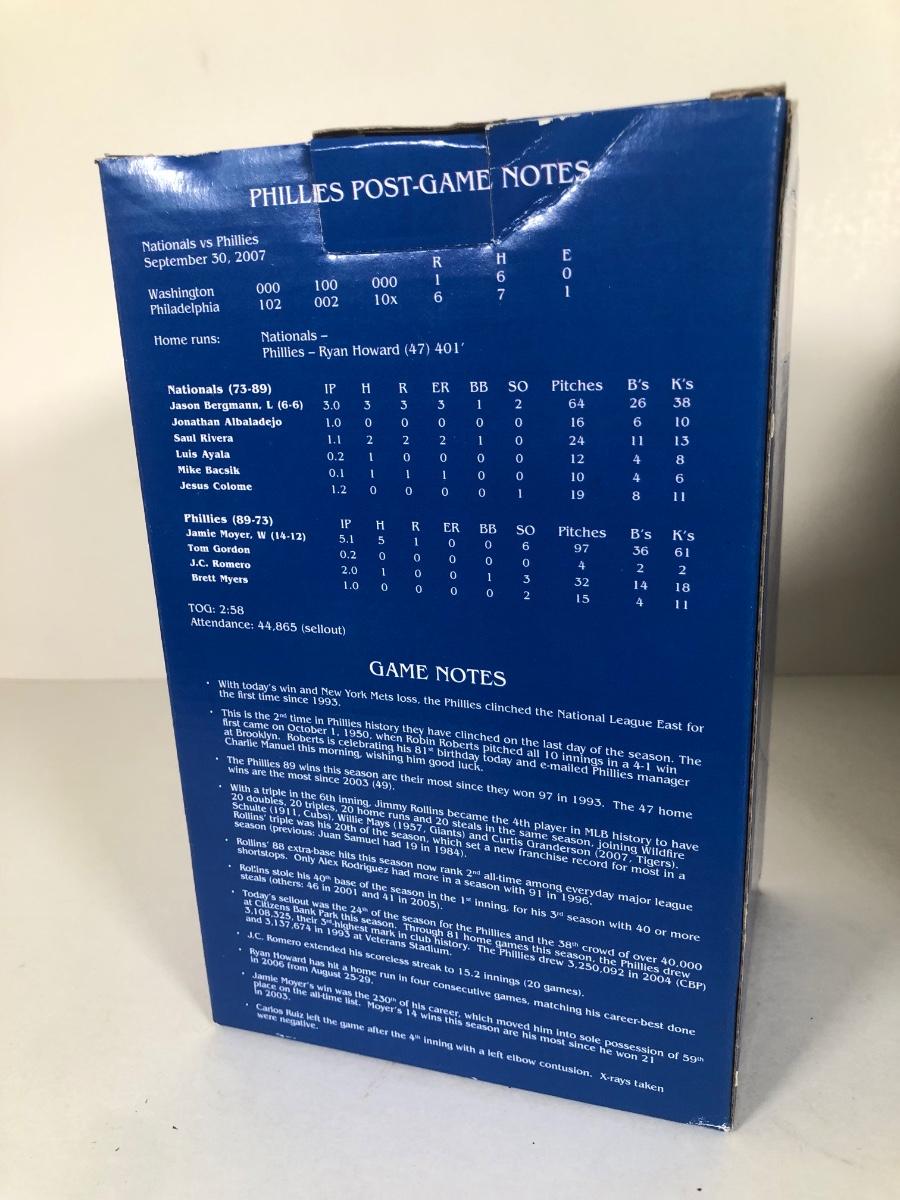 PHILLIES POST-GAME NOTES
Nationals vs Phillies
September 30, 2007
R H E
Washington 000 100 000 1 6 0
Philadelphia 102 002 10x 6 7 1
Home runs: Nationals –
Phillies – Ryan Howard (47) 401'
Nationals (73-89) IP H R ER BB SO Pitches B's K's
Jason Bergmann, L (6-6) 3.0 3 3 3 1 2 64 26 38
Jonathan Albaladejo 1.0 0 0 0 0 0 16 6 10
Saul Rivera 1.1 2 2 2 1 0 24 11 13
Luis Ayala 0.2 1 0 0 0 0 12 4 8
Mike Bacsik 0.1 1 1 1 0 0 10 4 6
Jesus Colome 1.2 0 0 0 0 1 19 8 11
Phillies (89-73) IP H R ER BB SO Pitches B's K's
Jamie Moyer, W (14-12) 5.1 5 1 0 0 6 97 36 61
Tom Gordon 0.2 0 0 0 0 0 4 2 2
J.C. Romero 2.0 1 0 0 1 3 32 14 18
Brett Myers 1.0 0 0 0 0 2 15 4 11
TOG: 2:58
Attendance: 44,865 (sellout)
GAME NOTES
• With today's win and New York Mets loss, the Phillies clinched the National League East for
the first time since 1993.
• This is the 2nd time in Phillies history they have clinched on the last day of the season. The
first came on October 1, 1950, when Robin Roberts pitched all 10 innings in a 4-1 win
at Brooklyn. Roberts is celebrating his 81st birthday today and e-mailed Phillies manager
Charlie Manuel this morning, wishing him good luck.
• The Phillies 89 wins this season are their most since they won 97 in 1993. The 47 home
wins are the most since 2003 (49).
• With a triple in the 6th inning, Jimmy Rollins became the 4th player in MLB history to have
20 doubles, 20 triples, 20 home runs and 20 steals in the same season, joining Wildfire
Schulte (1911, Cubs), Willie Mays (1957, Giants) and Curtis Granderson (2007, Tigers).
Rollins' triple was his 20th of the season, which set a new franchise record for most in a
season (previous: Juan Samuel had 19 in 1984).
• Rollins' 88 extra-base hits this season now rank 2nd all-time among everyday major league
shortstops. Only Alex Rodriguez had more in a season with 91 in 1996.
• Rollins stole his 40th base of the season in the 1st inning, for his 3rd season with 40 or more
steals (others: 46 in 2001 and 41 in 2005).
• Today's sellout was the 24th of the season for the Phillies and the 38th crowd of over 40,000
at Citizens Bank Park this season. Through 81 home games this season, the Phillies drew
3,108,325, their 3rd-highest mark in club history. The Phillies drew 3,250,092 in 2004 (CBP)
and 3,137,674 in 1993 at Veterans Stadium.
• J.C. Romero extended his scoreless streak to 15.2 innings (20 games).
• Ryan Howard has hit a home run in four consecutive games, matching his career-best done
in 2006 from August 25-29.
• Jamie Moyer's win was the 230th of his career, which moved him into sole possession of 59th
place on the all-time list. Moyer's 14 wins this season are his most since he won 21
in 2003.
• Carlos Ruiz left the game after the 4th inning with a left elbow contusion. X-rays taken
were negative.